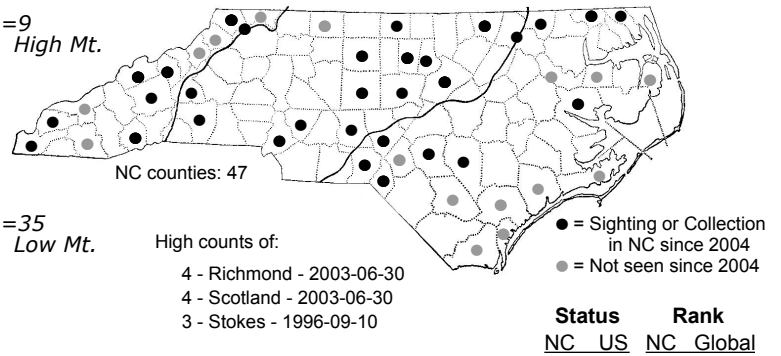 =9
High Mt.
NC counties: 47
=35
Low Mt.
High counts of:
4 - Richmond - 2003-06-30
4 - Scotland - 2003-06-30
3 - Stokes - 1996-09-10
= Sighting or Collection
in NC since 2004
= Not seen since 2004
Status Rank
NC US NC Global